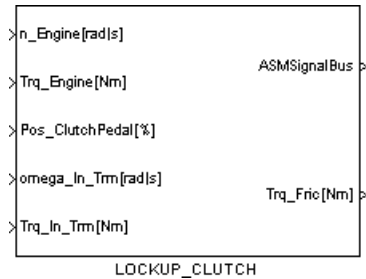 n_Engine[rad|s]
ASMSignalBus
Trq_Engine[Nm]
Pos_ClutchPedal[%]
omega_In_Trm[rad|s]
Trq_Fric[Nm]
Trq_In_Trm[Nm]
LOCKUP_CLUTCH